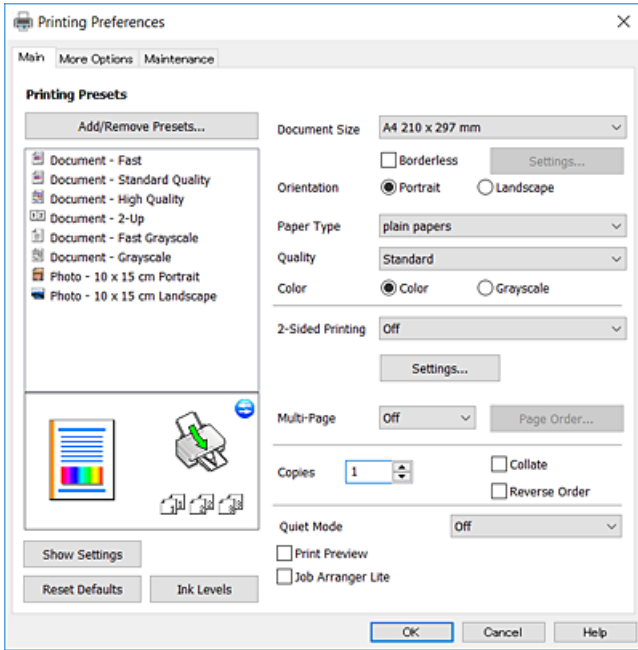 Printing Preferences
Main More Options Maintenance
Printing Presets
Add/Remove Presets...
Document - Fast
Document - Standard Quality
Document - High Quality
Document - 2-Up
Document - Fast Grayscale
Document - Grayscale
Photo - 10 x 15 cm Portrait
Photo - 10 x 15 cm Landscape
Show Settings
Reset Defaults Ink Levels
Document Size A4 210 x 297 mm
Borderless Settings...
Orientation Portrait Landscape
Paper Type plain papers
Quality Standard
Color Color Grayscale
2-Sided Printing Off
Settings...
Multi-Page Off Page Order...
Copies 1 Collate
Reverse Order
Quiet Mode Off
Print Preview
Job Arranger Lite
OK Cancel Help